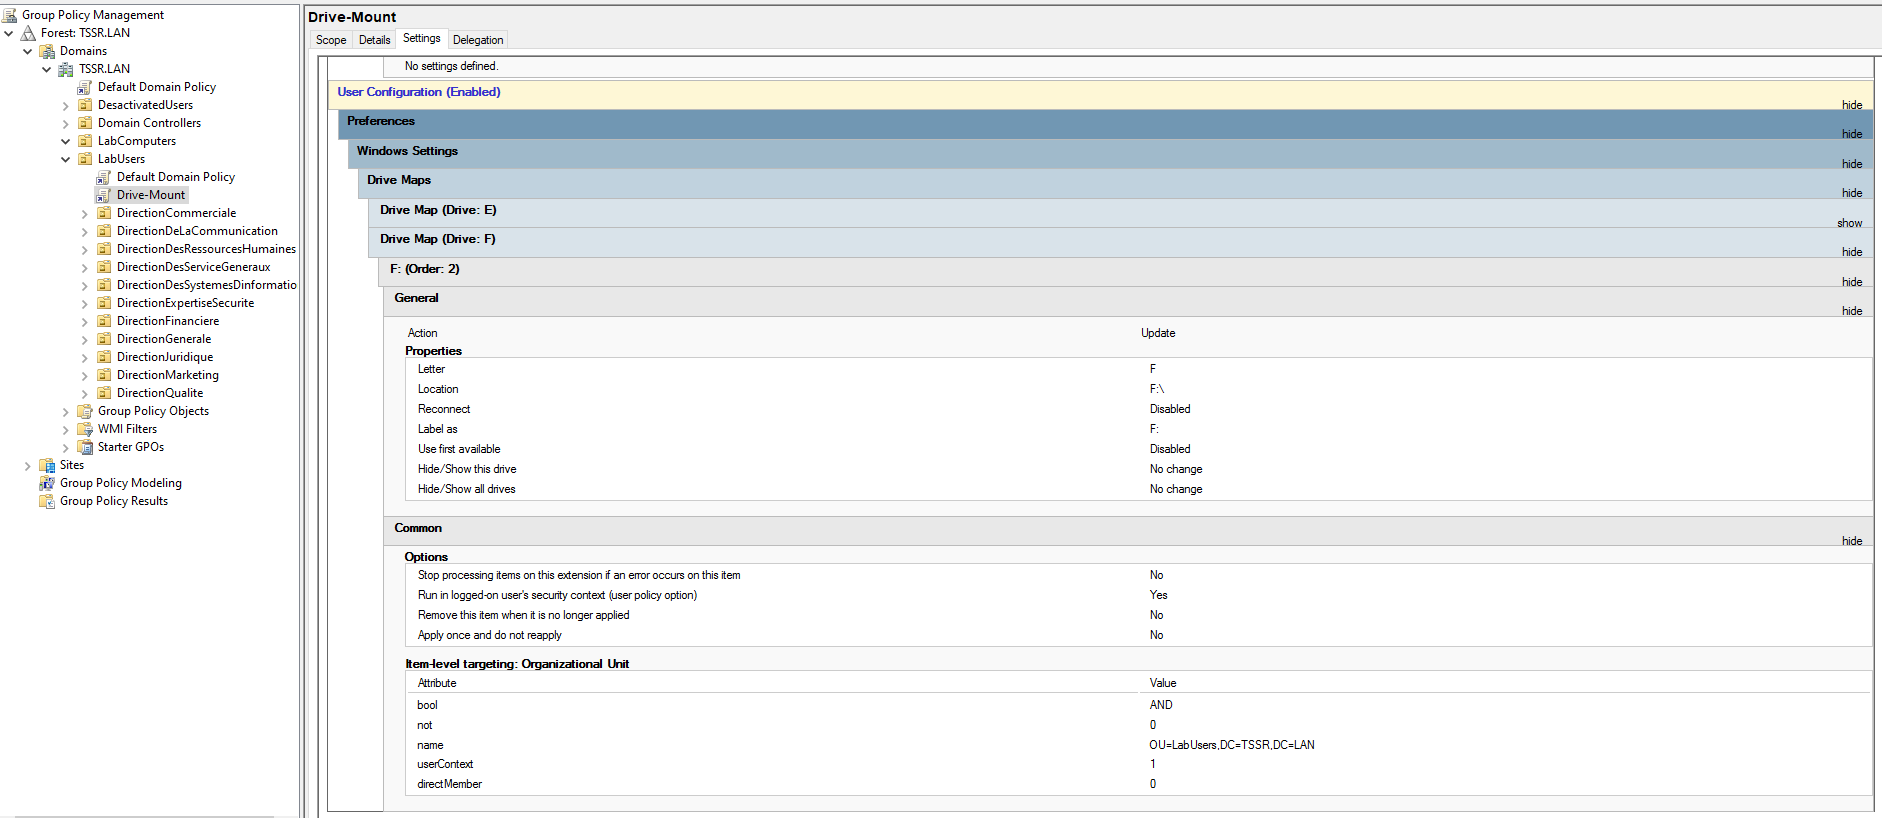 Group Policy Management
Forest: TSSR.LAN
Domains
TSSR.LAN
Default Domain Policy
DesactivatedUsers
Domain Controllers
LabComputers
LabUsers
Default Domain Policy
Drive-Mount
DirectionCommerciale
DirectionDeLaCommunication
DirectionDesRessourcesHumaines
DirectionDesServiceGeneraux
DirectionDesSystemesDinformatio
DirectionExpertiseSecurite
DirectionFinanciere
DirectionGenerale
DirectionJuridique
DirectionMarketing
DirectionQualite
Group Policy Objects
WMI Filters
Starter GPOs
Sites
Group Policy Modeling
Group Policy Results
Drive-Mount
Scope Details Settings Delegation
No settings defined.
User Configuration (Enabled)
hide
Preferences
hide
Windows Settings
hide
Drive Maps
hide
Drive Map (Drive: E)
show
Drive Map (Drive: F)
hide
F: (Order: 2)
hide
General
hide
Action Update
Properties
Letter F
Location F:\
Reconnect Disabled
Label as F:
Use first available Disabled
Hide/Show this drive No change
Hide/Show all drives No change
Common
hide
Options
Stop processing items on this extension if an error occurs on this item No
Run in logged-on user's security context (user policy option) Yes
Remove this item when it is no longer applied No
Apply once and do not reapply No
Item-level targeting: Organizational Unit
Attribute Value
bool AND
not 0
name OU=LabUsers,DC=TSSR,DC=LAN
userContext 1
directMember 0